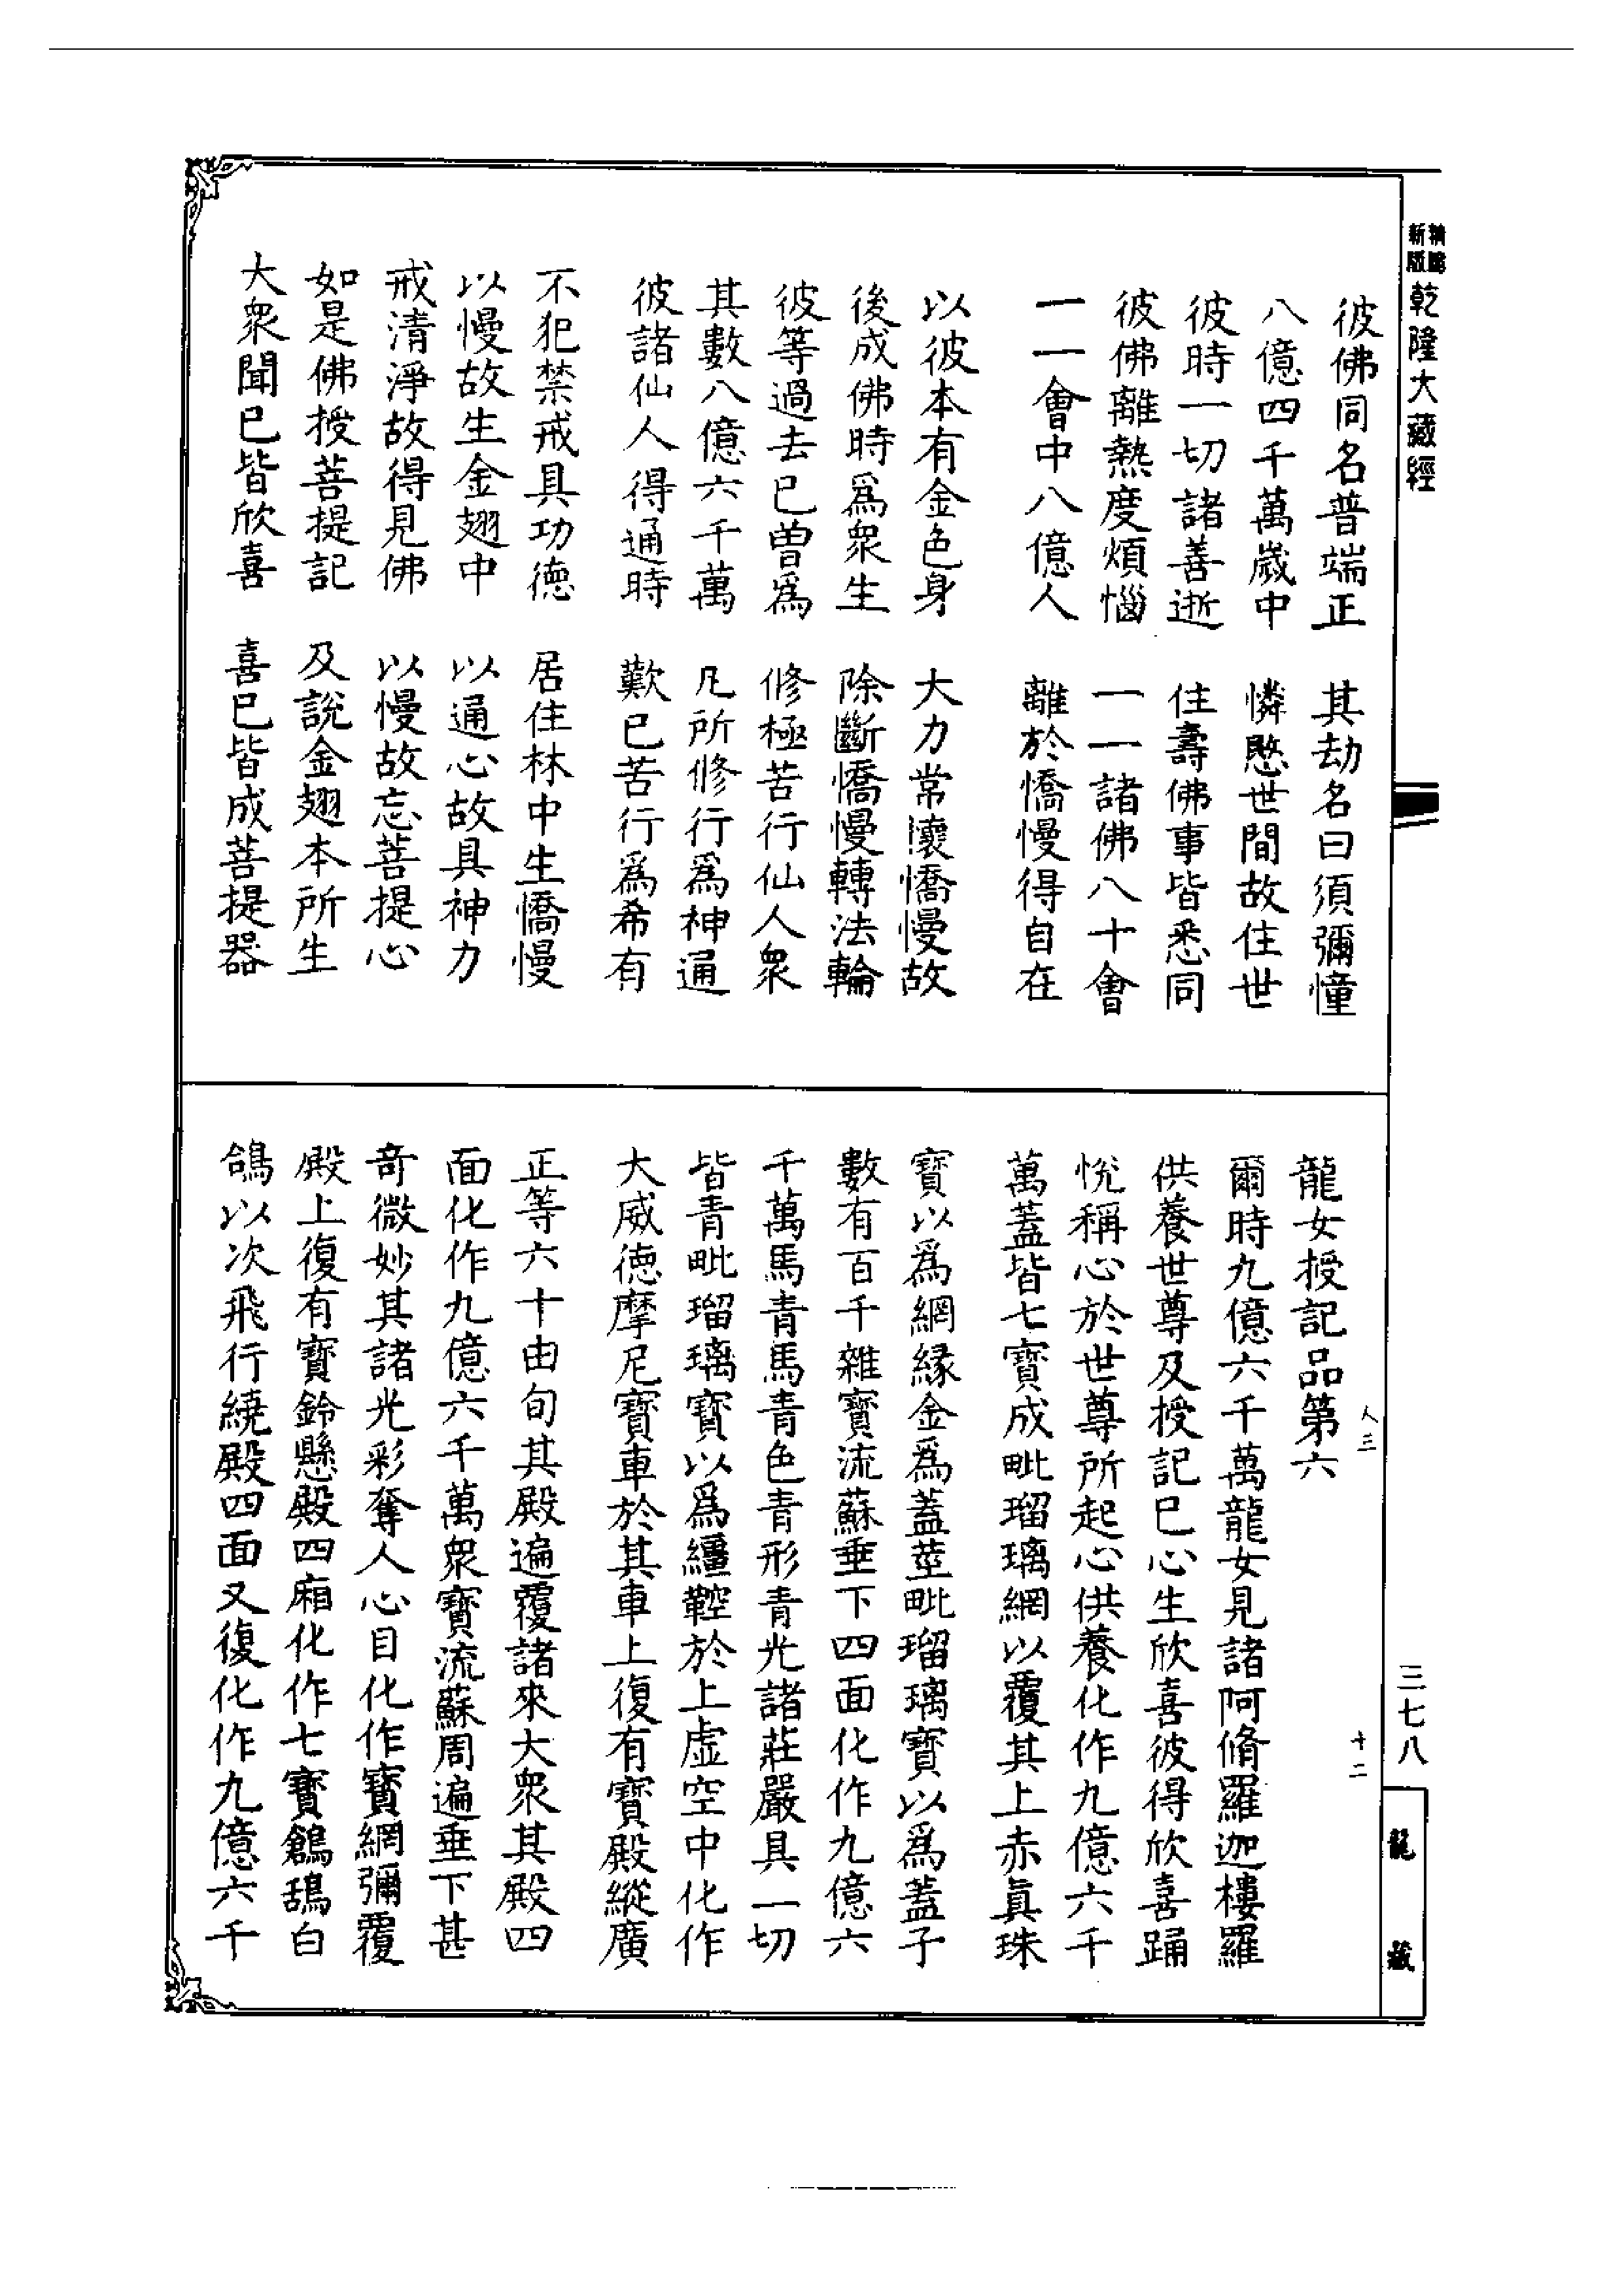 乾隆大藏經
彼佛同名普端正　其劫名曰須彌憧
八億四千萬嵗中　憐愍世間故住世
彼時一切諸善逝　住壽佛事皆悉同
彼佛離熱度煩惱　一一諸佛八十會
一一會中八億人　離於憍慢得自在
以彼本有金色身　大力常懷憍慢故
後成佛時爲眾生　除斷憍慢轉法輪
彼等過去已曽爲　修極苦行仙人眾
其數八億六千萬　凡所修行爲神通
彼諸仙人得通時　歎已苦行爲希有
不犯禁戒具功德　居住林中生憍慢
以慢故生金翅中　以通心故具神力
戒清淨故得見佛　以慢故忘菩提心
如是佛授菩提記　及說金翅本所生
大眾聞已皆欣喜　喜已皆成菩提器
龍女授記品第六
爾時九億六千萬龍女見諸阿脩羅迦樓羅
供養世尊及授記已心生欣喜彼得欣喜踊
悅稱心於世尊所起心供養化作九億六千
萬蓋皆七寶成毗瑠璃網以覆其上赤真珠
寶以爲網緣金爲蓋莖毗瑠璃寶以爲蓋子
數有百千雜寶流蘇垂下四面化作九億六
千萬馬青馬青色青形青光諸莊嚴具一切
皆青毗瑠璃寶以爲繮鞚於上虛空中化作
大威德摩尼寶車於其車上復有寶殿縱廣
正等六十由旬其殿遍覆諸來大眾其殿四
面化作九億六千萬眾寶流蘇周遍垂下甚
奇微妙其諸光彩奪人心目化作寶網彌覆
殿上復有寶鈴懸殿四廂化作七寶鶬鴰白
鴿以次飛行繞殿四面又復化作九億六千
人三
十二
三七八
龍藏